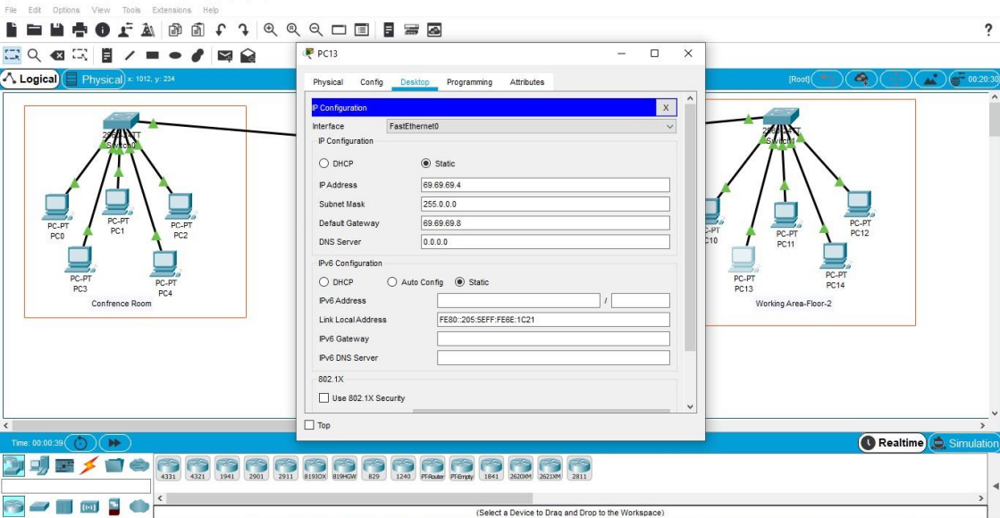 File Edit Options View Tools Extensions Help
?
Logical Physical x: 1012, y: 234
[Root] 00:20:30
PC13
Physical Config Desktop Programming Attributes
IP Configuration X
Interface FastEthernet0
IP Configuration
DHCP Static
IP Address 69.69.69.4
Subnet Mask 255.0.0.0
Default Gateway 69.69.69.8
DNS Server 0.0.0.0
IPv6 Configuration
DHCP Auto Config Static
IPv6 Address /
Link Local Address FE80::205:5EFF:FE6E:1C21
IPv6 Gateway
IPv6 DNS Server
802.1X
Use 802.1X Security
Top
2960-24TT
Switch0
PC-PT
PC0
PC-PT
PC1
PC-PT
PC2
PC-PT
PC3
PC-PT
PC4
Confrence Room
2960-24TT
Switch1
C-PT
C10
PC-PT
PC11
PC-PT
PC12
PC-PT
PC13
PC-PT
PC14
Working Area-Floor-2
Time: 00:00:39 Realtime Simulation
4331 4321 1941 2901 2911 819IOX 819HGW 829 1240 PT-Router PT-Empty 1841 2620XM 2621XM 2811
(Select a Device to Drag and Drop to the Workspace)